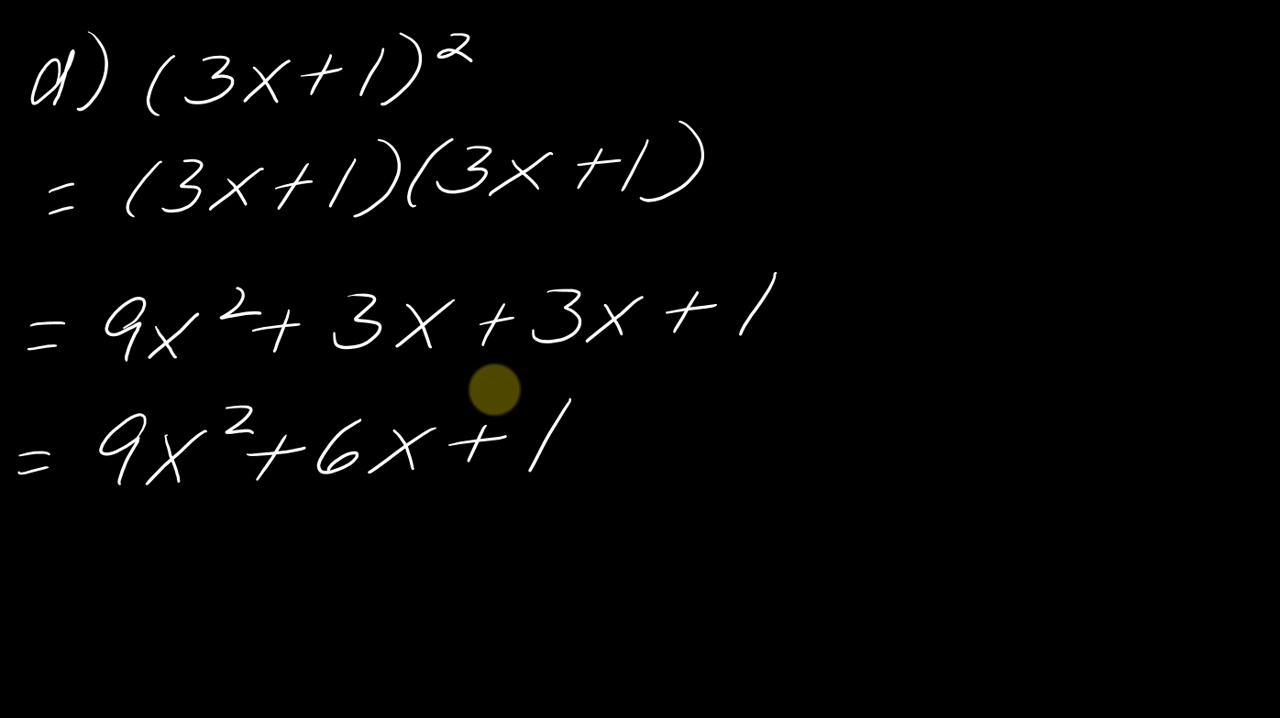 d) (3x+1)²
= (3x+1)(3x+1)
= 9x² + 3x + 3x + 1
= 9x² + 6x + 1